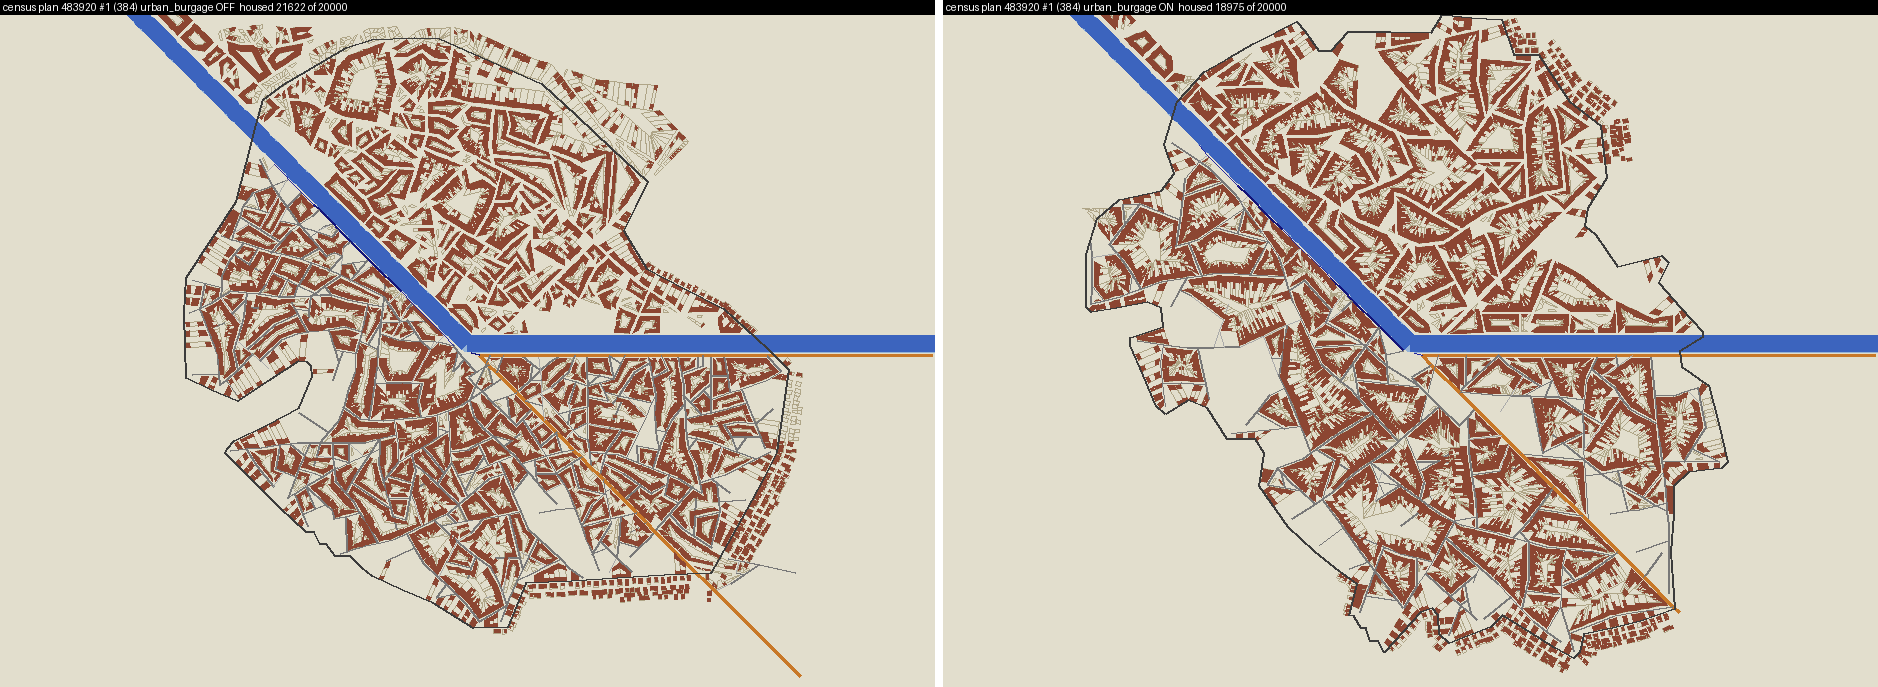 census plan 483920 #1 (384) urban_burgage OFF housed 21622 of 20000
census plan 483920 #1 (384) urban_burgage ON housed 18975 of 20000